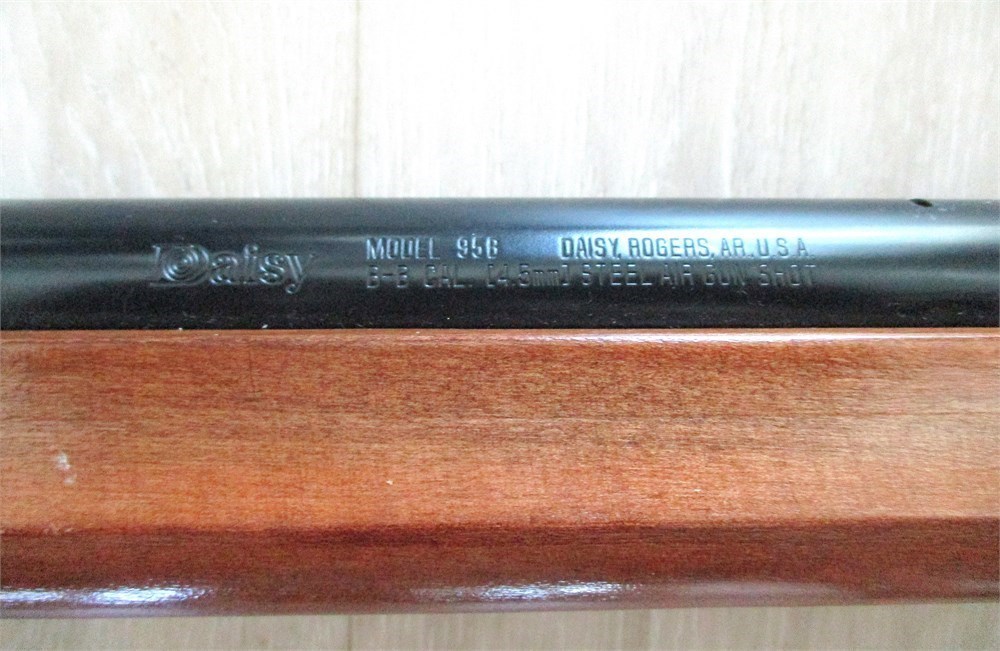 Daisy
MODEL 956 DAISY, ROGERS, AR., U.S.A.
B-B CAL. [4.5mm] STEEL AIR GUN SHOT